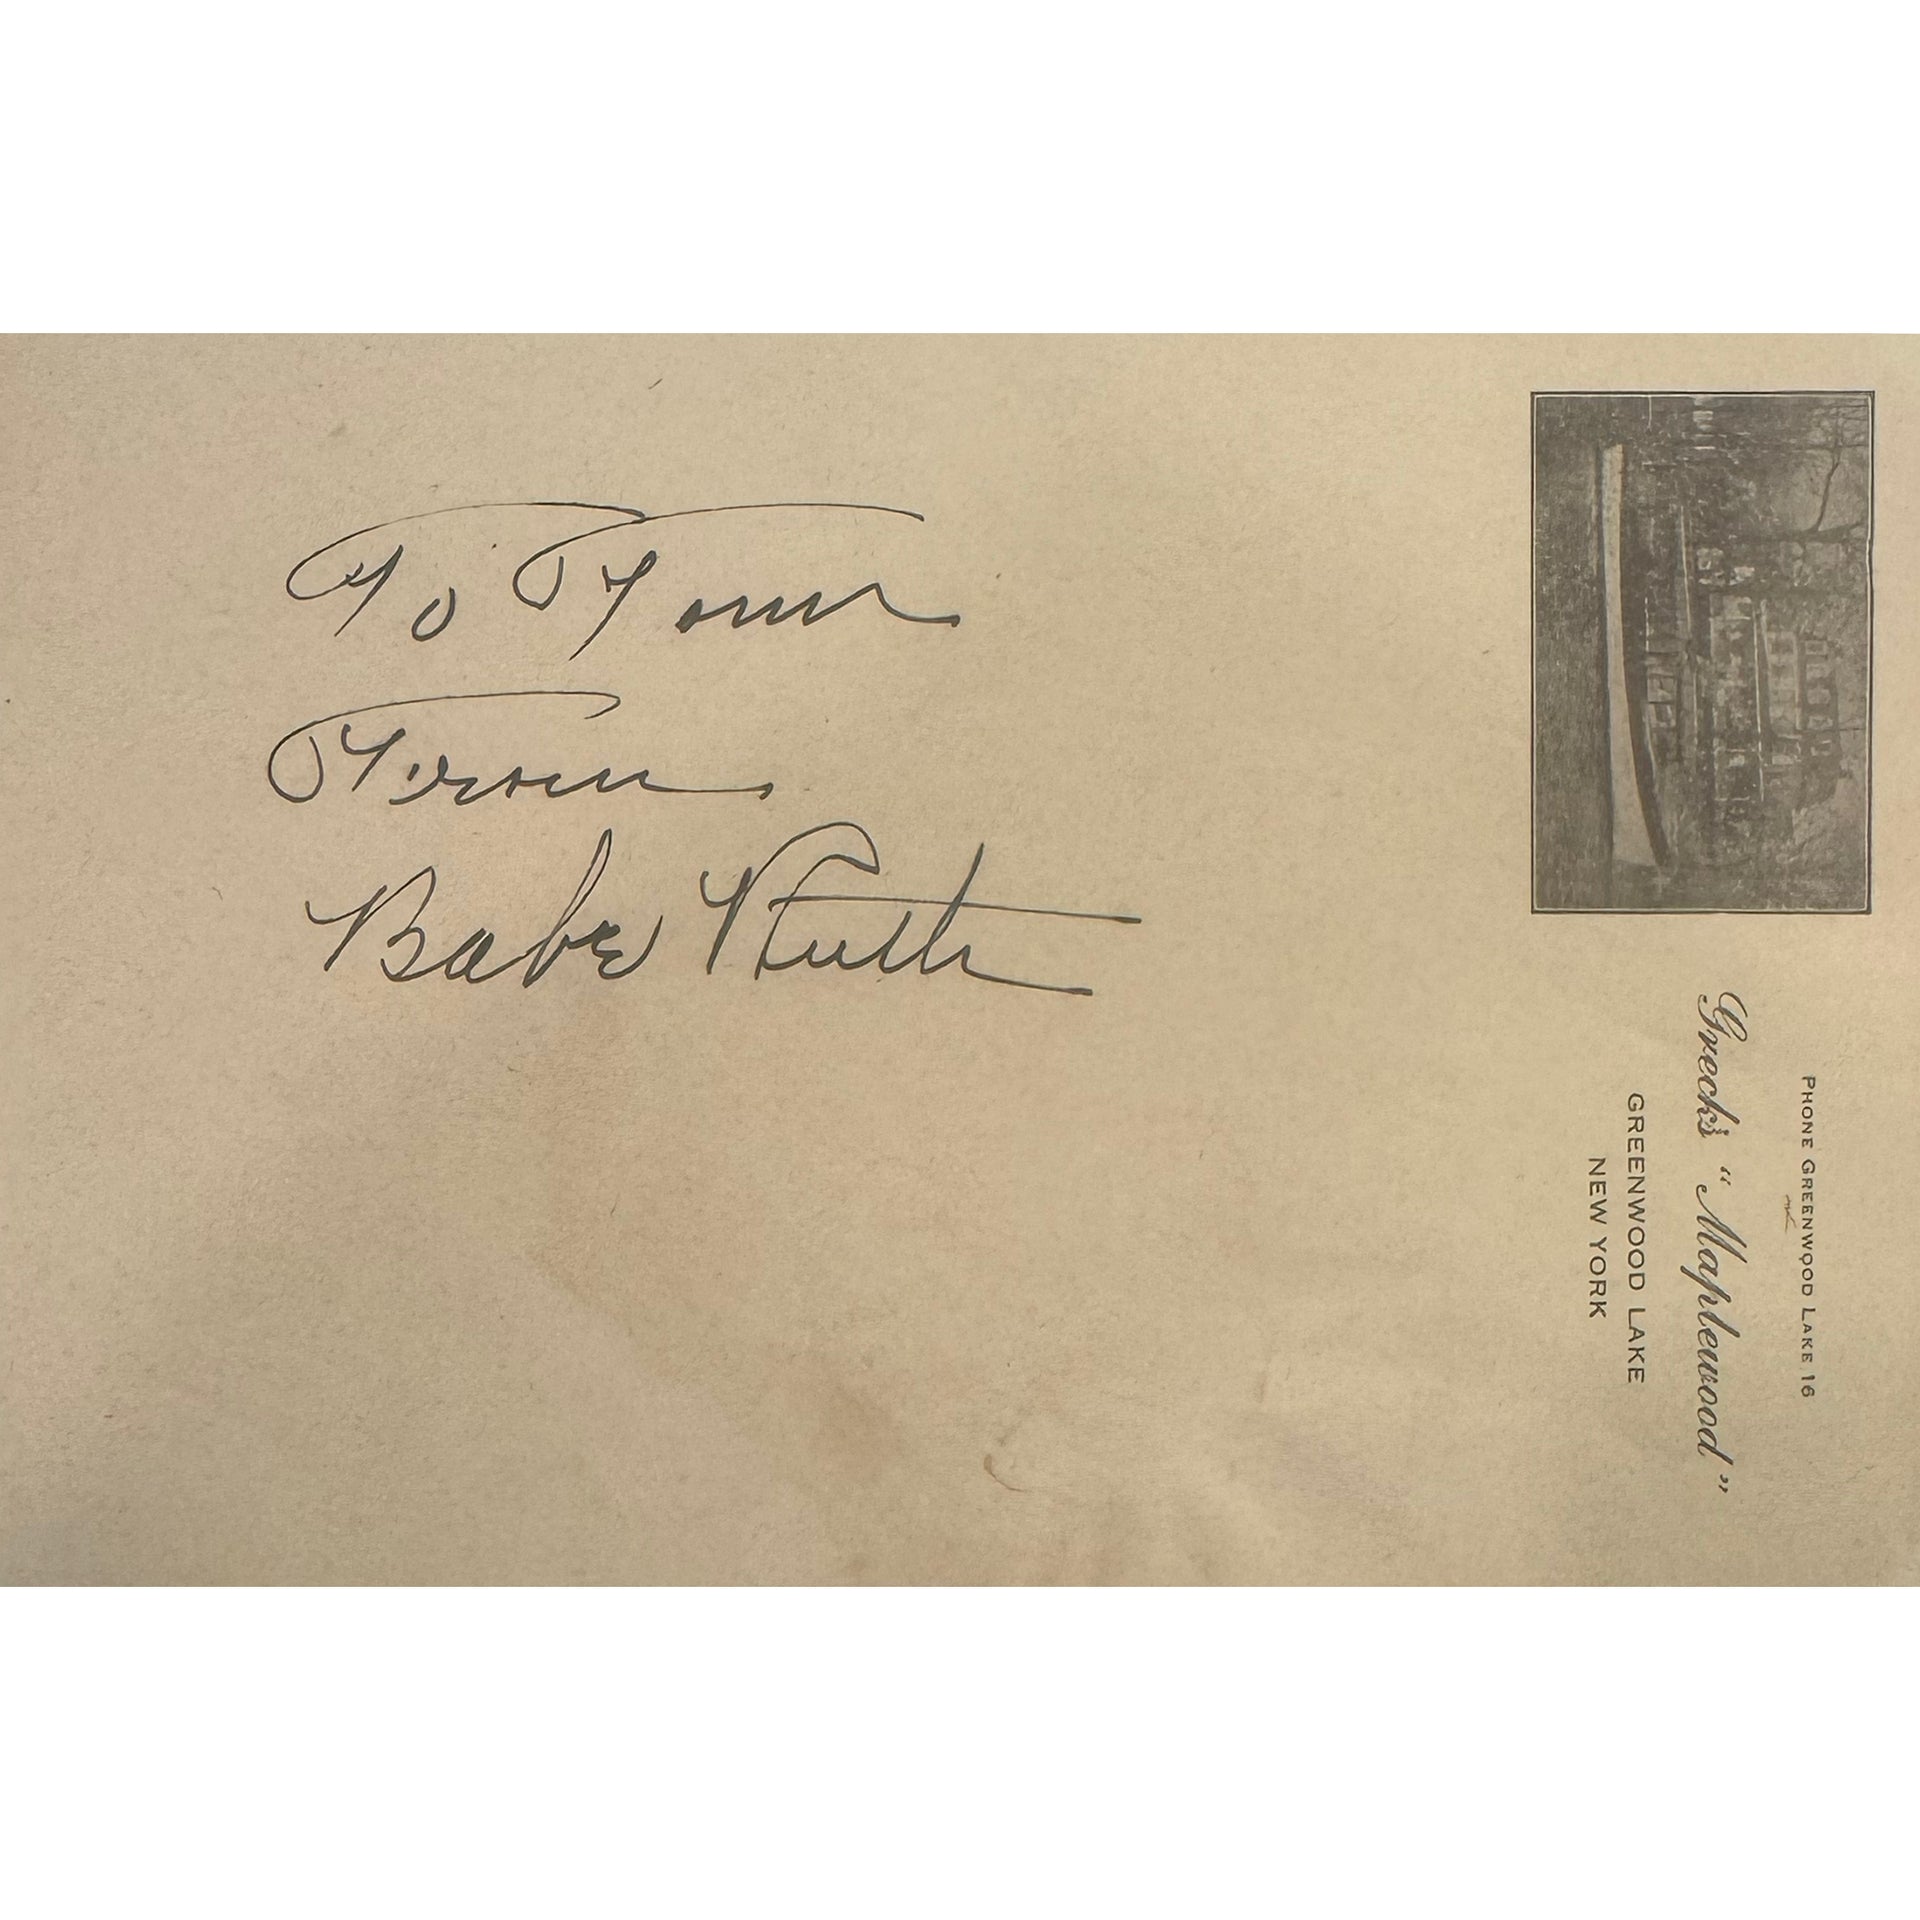 To Tom
From
Babe Ruth
PHONE GREENWOOD LAKE 16
Greck's "Maplewood"
GREENWOOD LAKE
NEW YORK